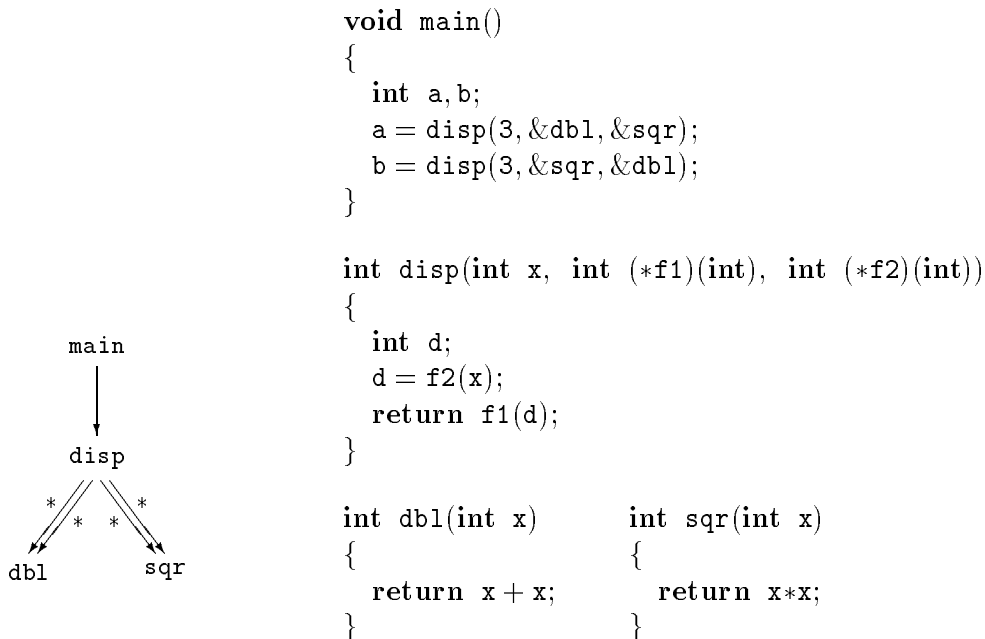 void main()
{
int a, b;
a = disp(3, &dbl, &sqr);
b = disp(3, &sqr, &dbl);
}
int disp(int x, int (*f1)(int), int (*f2)(int))
{
int d;
d = f2(x);
return f1(d);
}
int dbl(int x)
{
return x + x;
}
int sqr(int x)
{
return x*x;
}
main
disp
* * * *
dbl sqr